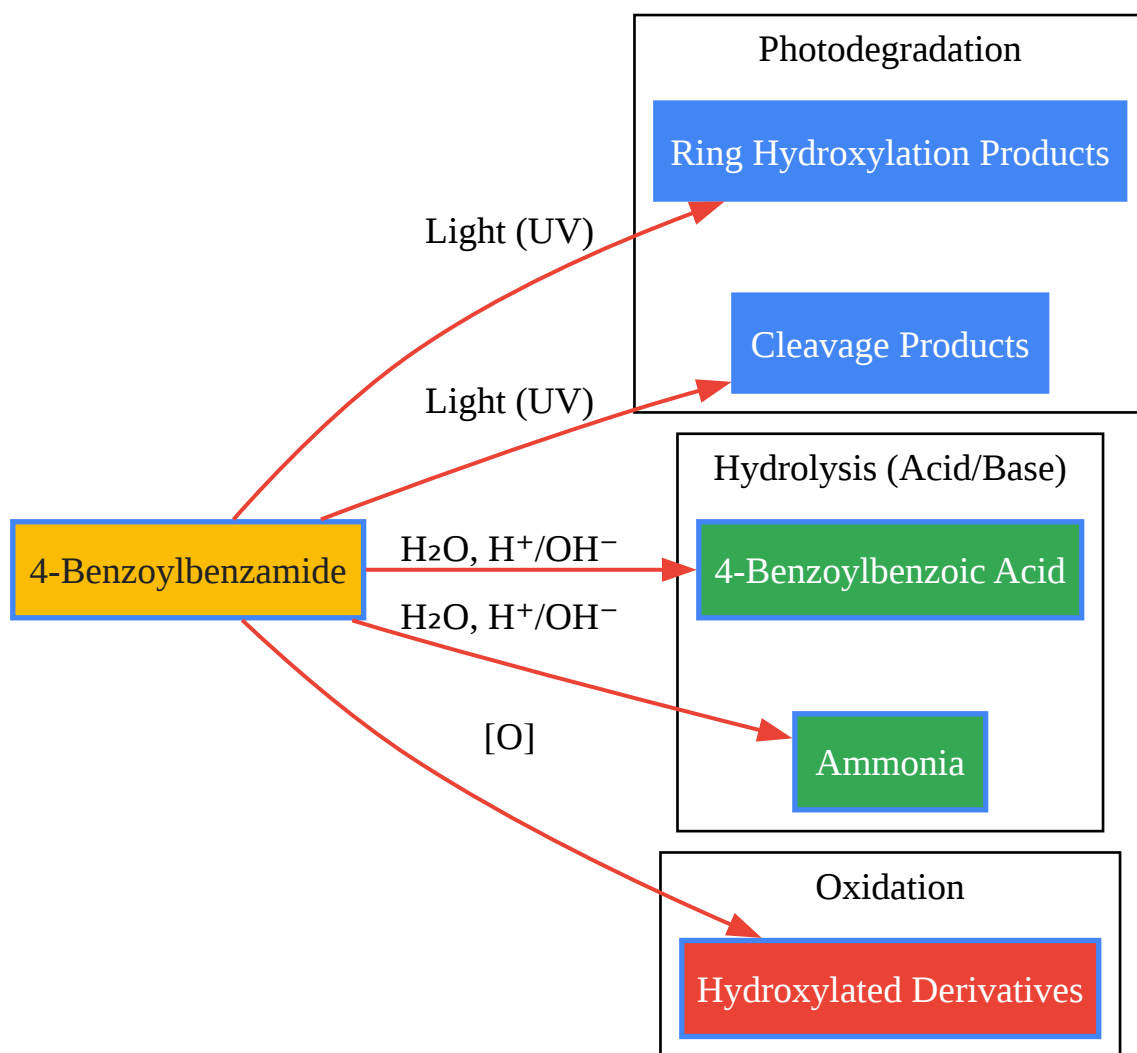 Photodegradation
Ring Hydroxylation Products
Light (UV)
Cleavage Products
Light (UV)
Hydrolysis (Acid/Base)
4-Benzoylbenzamide
H₂O, H⁺/OH⁻
4-Benzoylbenzoic Acid
H₂O, H⁺/OH⁻
[O]
Ammonia
Oxidation
Hydroxylated Derivatives